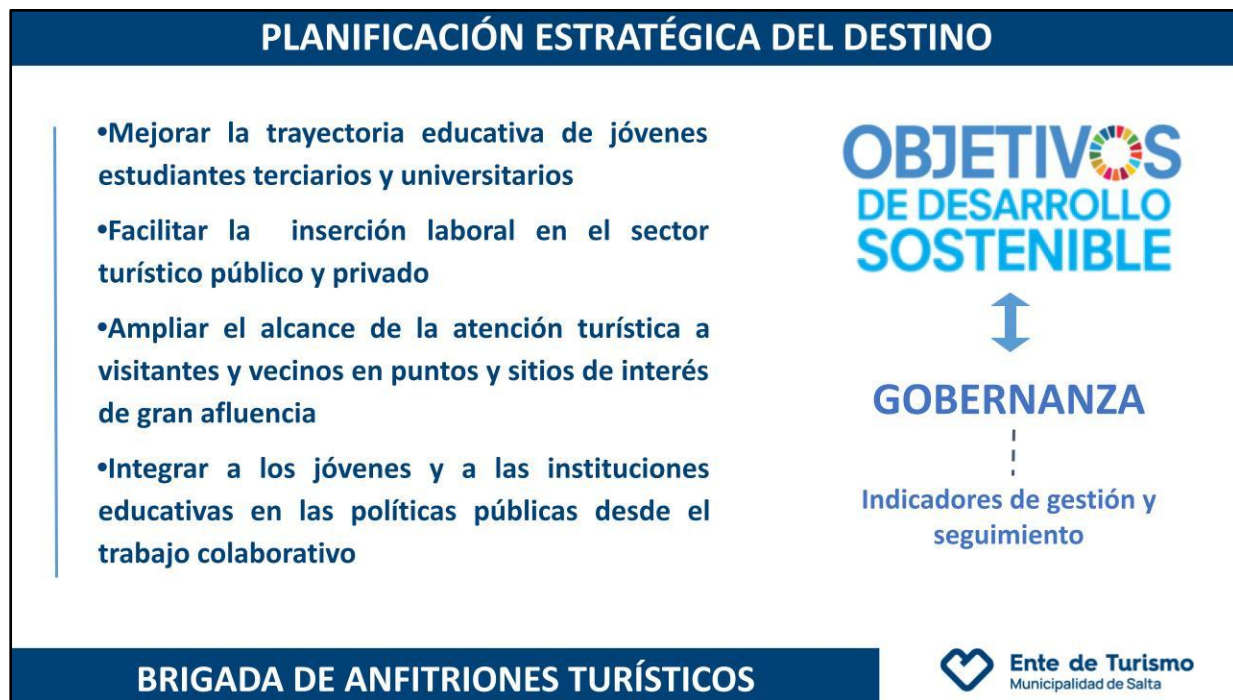 PLANIFICACIÓN ESTRATÉGICA DEL DESTINO
•Mejorar la trayectoria educativa de jóvenes
estudiantes terciarios y universitarios
•Facilitar la inserción laboral en el sector
turístico público y privado
•Ampliar el alcance de la atención turística a
visitantes y vecinos en puntos y sitios de interés
de gran afluencia
•Integrar a los jóvenes y a las instituciones
educativas en las políticas públicas desde el
trabajo colaborativo
OBJETIVOS
DE DESARROLLO
SOSTENIBLE
GOBERNANZA
Indicadores de gestión y
seguimiento
BRIGADA DE ANFITRIONES TURÍSTICOS
Ente de Turismo
Municipalidad de Salta